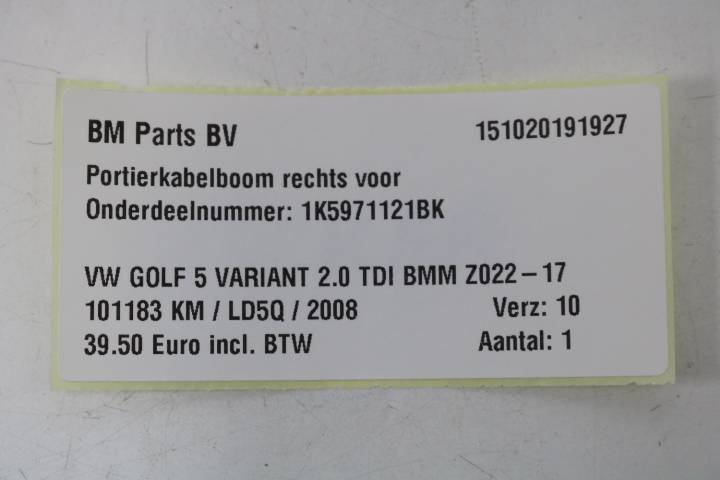 BM Parts BV 151020191927
Portierkabelboom rechts voor
Onderdeelnummer: 1K5971121BK
VW GOLF 5 VARIANT 2.0 TDI BMM Z022-17
101183 KM / LD5Q / 2008 Verz: 10
39.50 Euro incl. BTW Aantal: 1